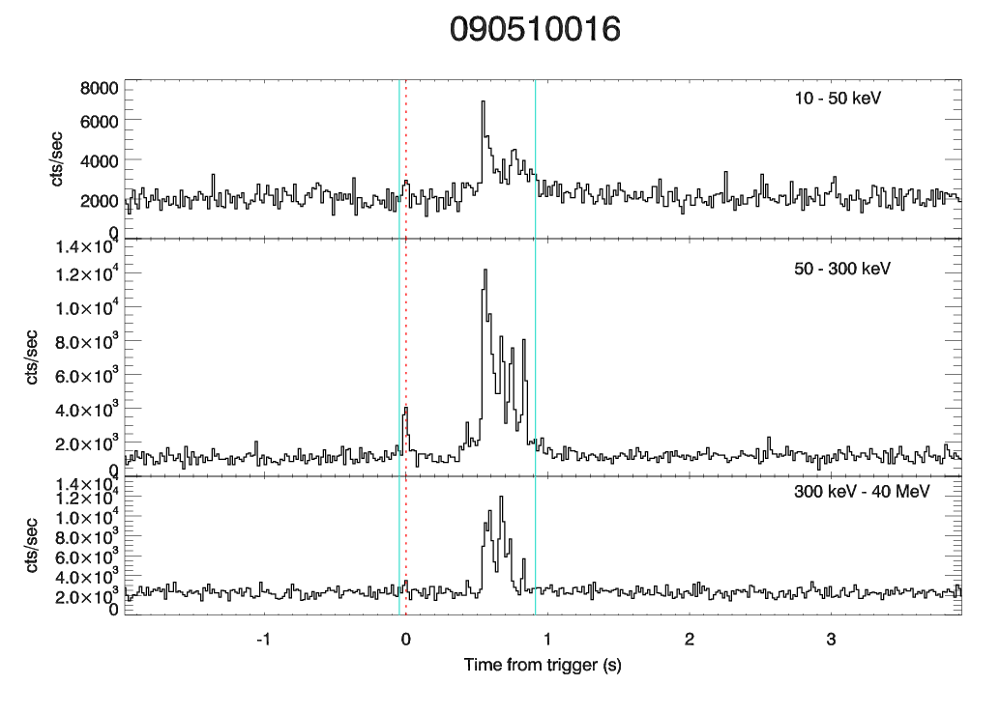 090510016
8000
6000
4000
2000
0
cts/sec
10 - 50 keV
1.4×10⁴
1.2×10⁴
1.0×10⁴
8.0×10³
6.0×10³
4.0×10³
2.0×10³
0
cts/sec
50 - 300 keV
1.4×10⁴
1.2×10⁴
1.0×10⁴
8.0×10³
6.0×10³
4.0×10³
2.0×10³
0
cts/sec
300 keV - 40 MeV
-1 0 1 2 3
Time from trigger (s)